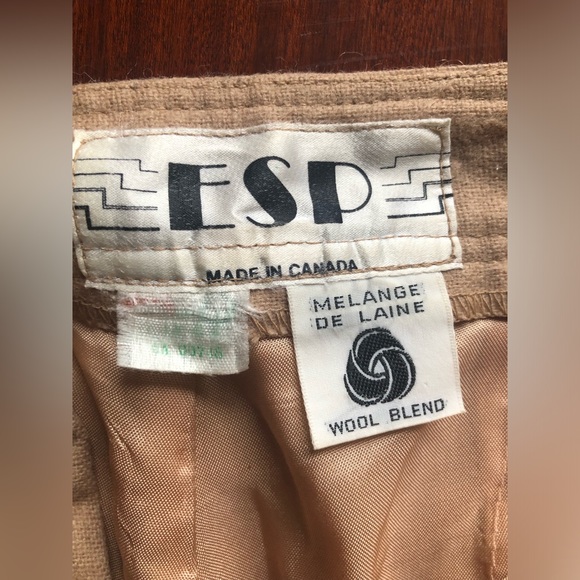 ESP
MADE IN CANADA
MELANGE
DE LAINE
WOOL BLEND